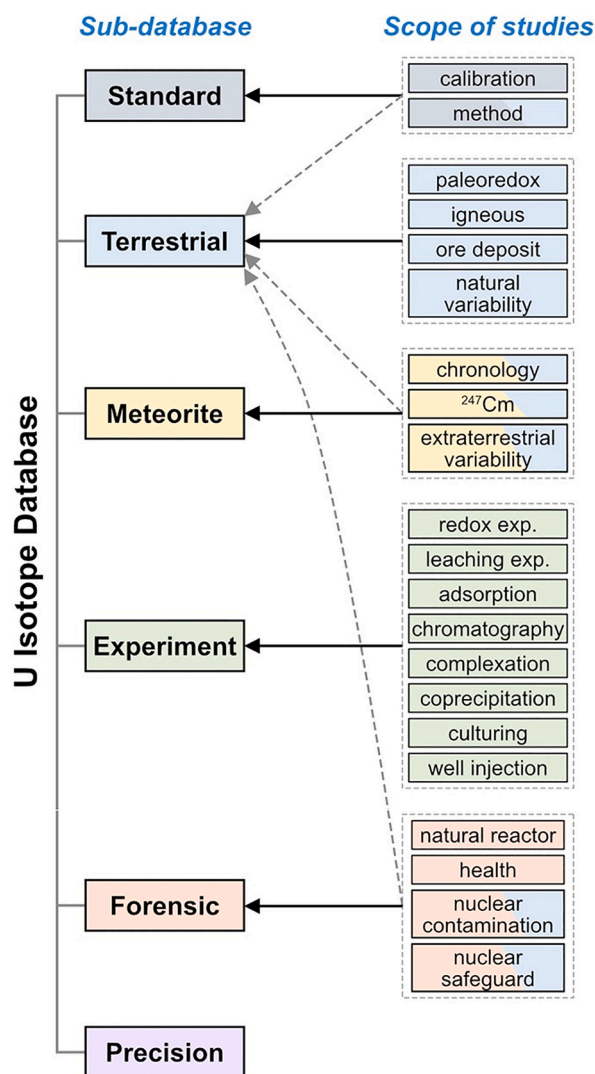 Sub-database
Scope of studies
U Isotope Database
Standard
calibration
method
Terrestrial
paleoredox
igneous
ore deposit
natural
variability
Meteorite
chronology
²⁴⁷Cm
extraterrestrial
variability
Experiment
redox exp.
leaching exp.
adsorption
chromatography
complexation
coprecipitation
culturing
well injection
Forensic
natural reactor
health
nuclear
contamination
nuclear
safeguard
Precision